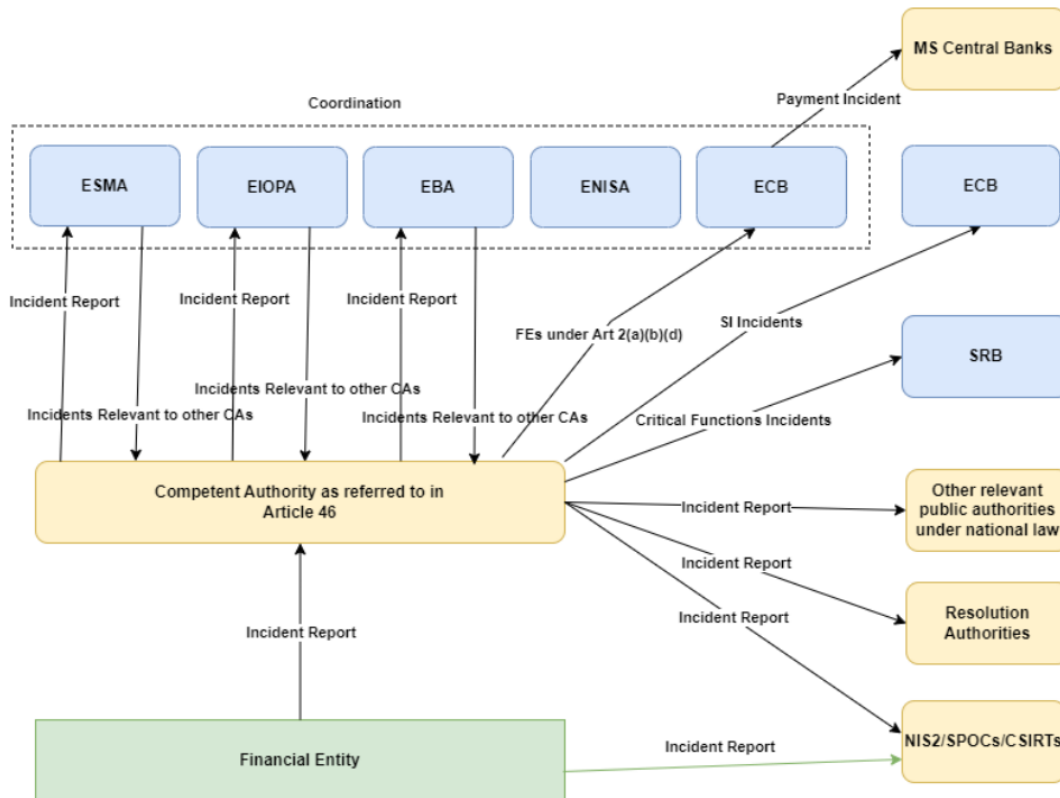 MS Central Banks
Payment Incident
Coordination
ESMA
EIOPA
EBA
ENISA
ECB
ECB
Incident Report
Incident Report
Incident Report
FEs under Art 2(a)(b)(d)
SI Incidents
SRB
Incidents Relevant to other CAs
Incidents Relevant to other CAs
Incidents Relevant to other CAs
Critical Functions Incidents
Competent Authority as referred to in
Article 46
Incident Report
Other relevant
public authorities
under national law
Incident Report
Resolution
Authorities
Incident Report
Incident Report
NIS2/SPOCs/CSIRTs
Financial Entity
Incident Report